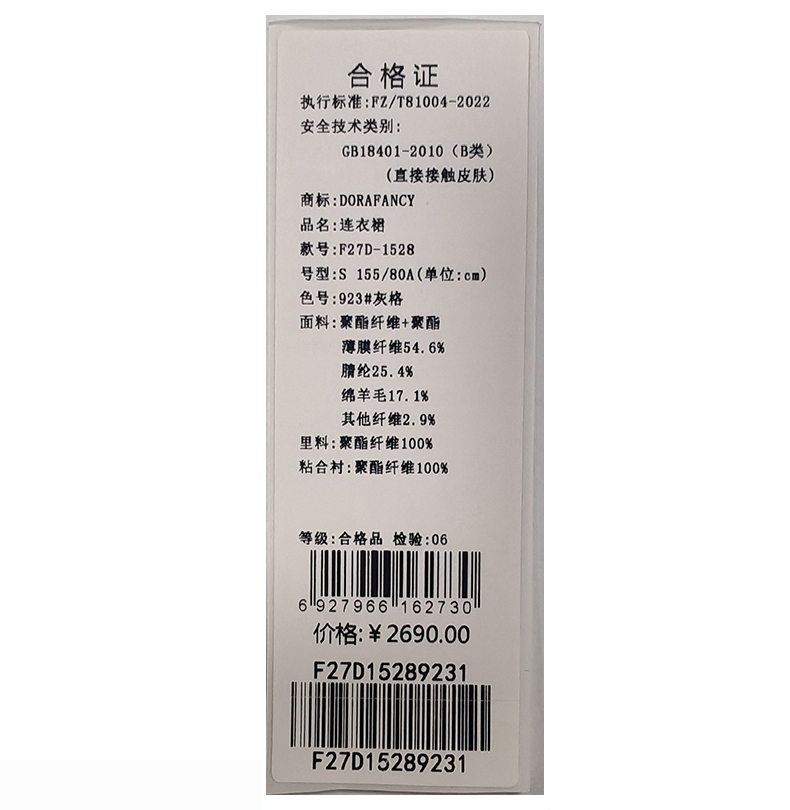 合格证
执行标准:FZ/T81004-2022
安全技术类别:
GB18401-2010（B类）
(直接接触皮肤)
商标:DORAFANCY
品名:连衣裙
款号:F27D-1528
号型:S 155/80A(单位:cm)
色号:923#灰格
面料:聚酯纤维+聚酯
薄膜纤维54.6%
腈纶25.4%
绵羊毛17.1%
其他纤维2.9%
里料:聚酯纤维100%
粘合衬:聚酯纤维100%
等级:合格品 检验:06
6 927966 162730
价格:¥2690.00
F27D15289231
F27D15289231